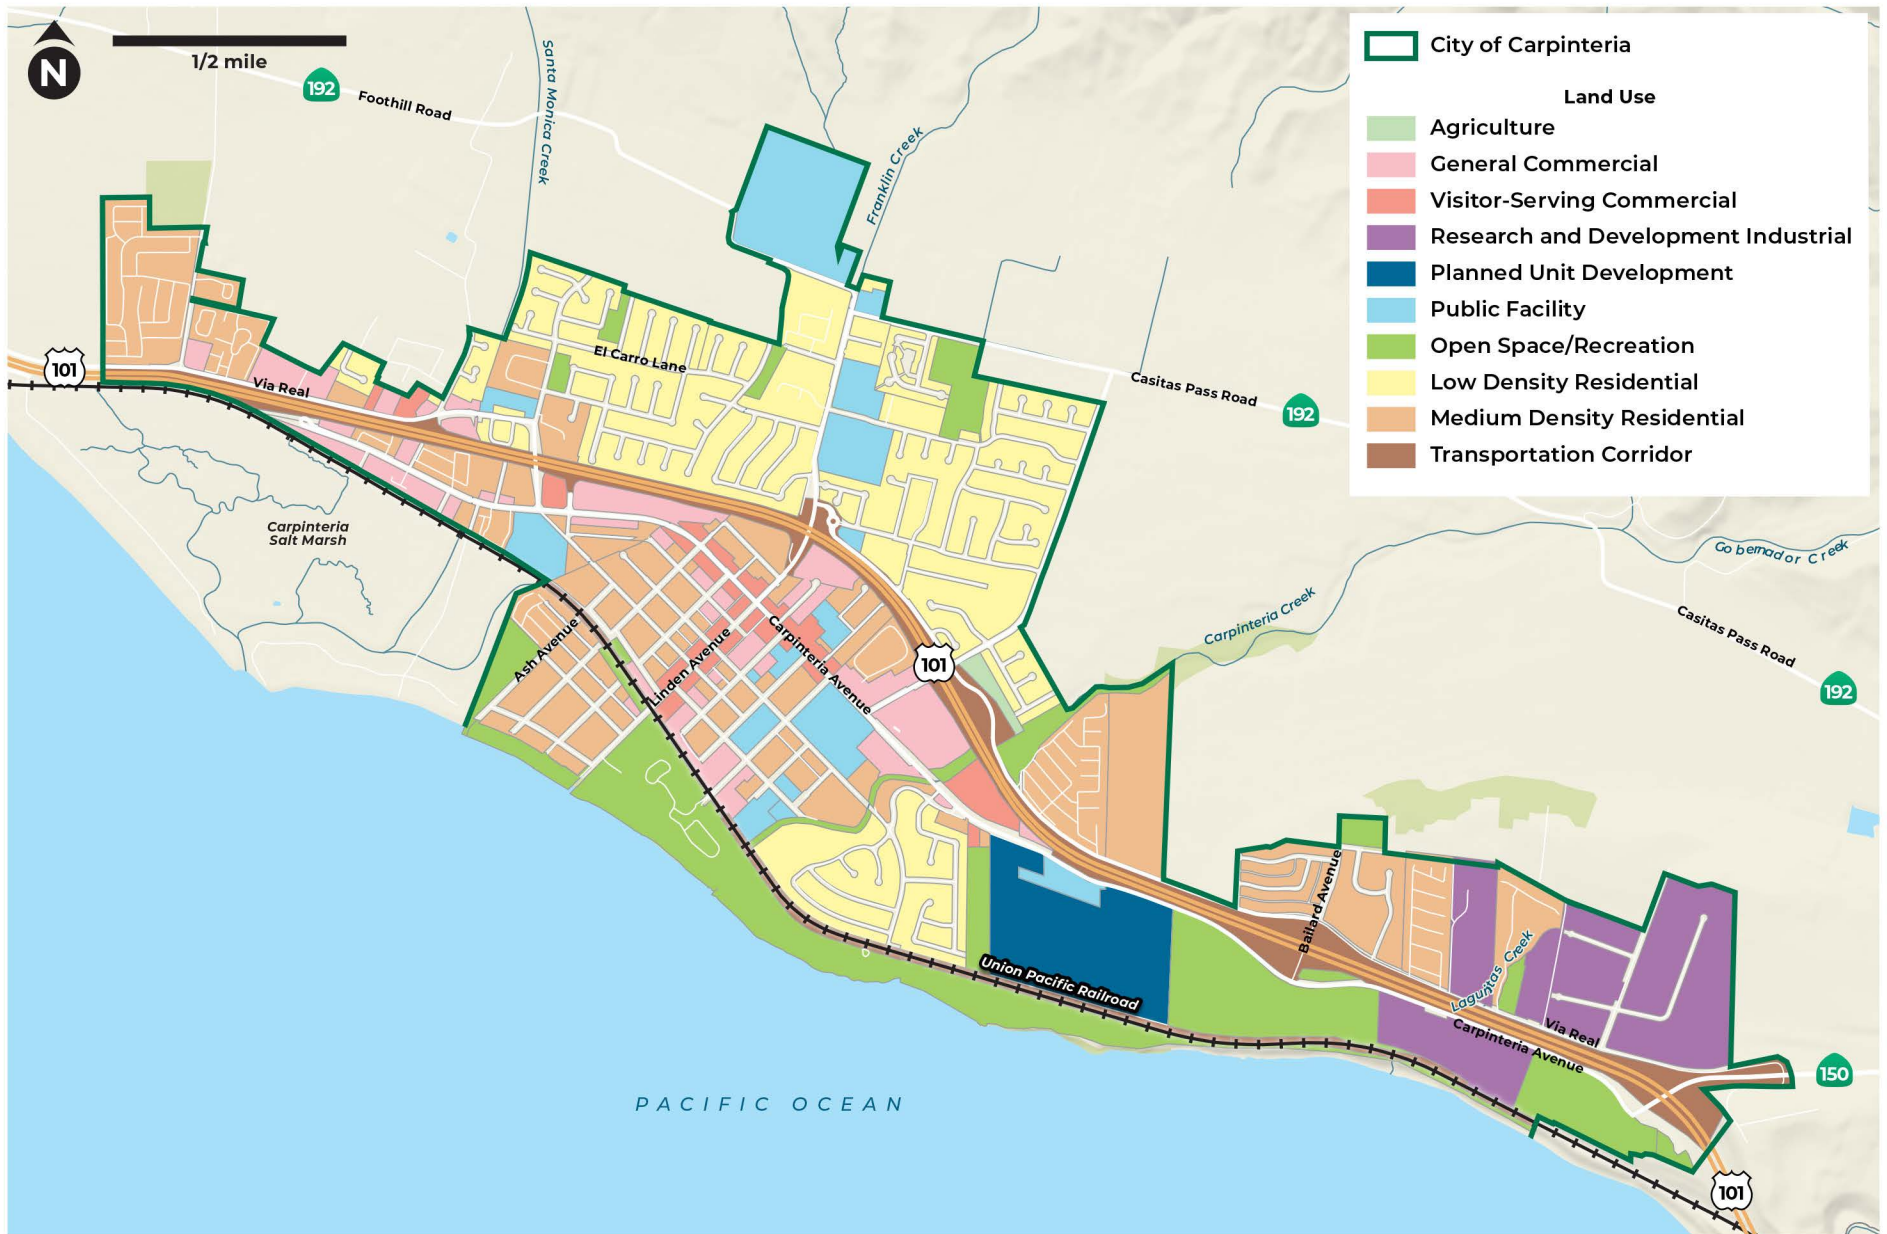 N
1/2 mile
192
Foothill Road
Santa Monica Creek
Franklin Creek
City of Carpinteria
Land Use
Agriculture
General Commercial
Visitor-Serving Commercial
Research and Development Industrial
Planned Unit Development
Public Facility
Open Space/Recreation
Low Density Residential
Medium Density Residential
Transportation Corridor
101
Via Real
El Carro Lane
Casitas Pass Road
192
Carpinteria
Salt Marsh
Gobernador Creek
Carpinteria Creek
Casitas Pass Road
192
Ash Avenue
Linden Avenue
Carpinteria Avenue
101
Bailard Avenue
Lagunitas Creek
Union Pacific Railroad
Via Real
Carpinteria Avenue
150
PACIFIC OCEAN
101